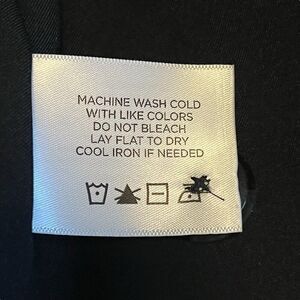 MACHINE WASH COLD
WITH LIKE COLORS
DO NOT BLEACH
LAY FLAT TO DRY
COOL IRON IF NEEDED